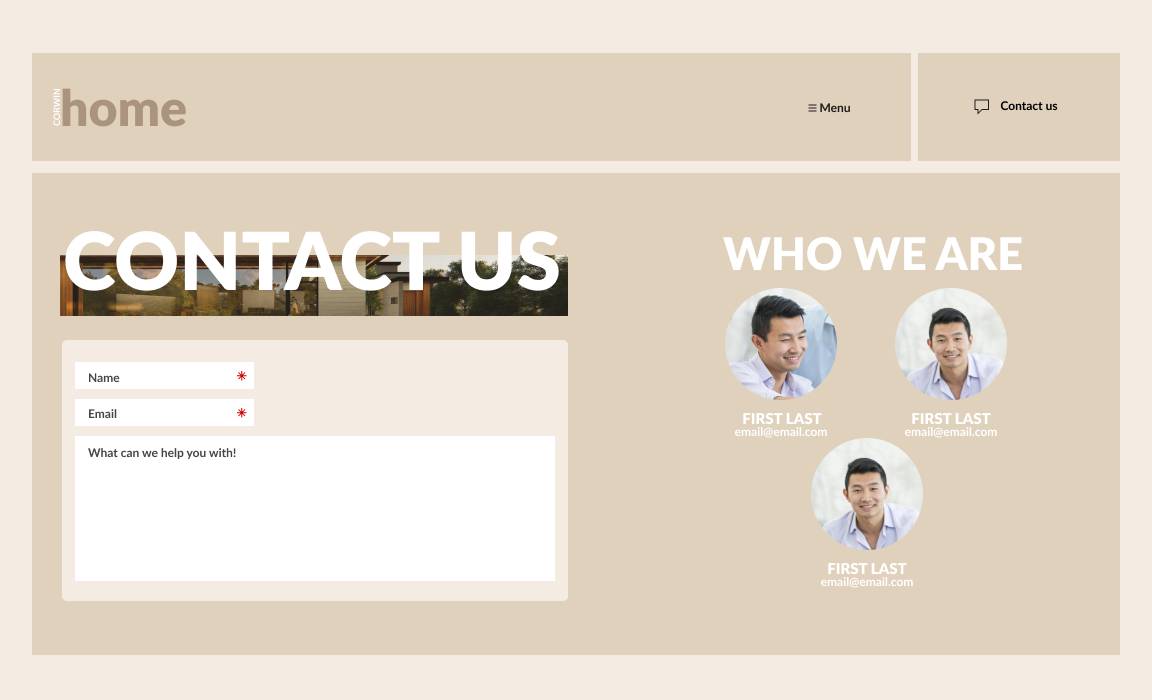 CORWIN
home
Menu
Contact us
CONTACT US
Name *
Email *
What can we help you with!
WHO WE ARE
FIRST LAST
email@email.com
FIRST LAST
email@email.com
FIRST LAST
email@email.com